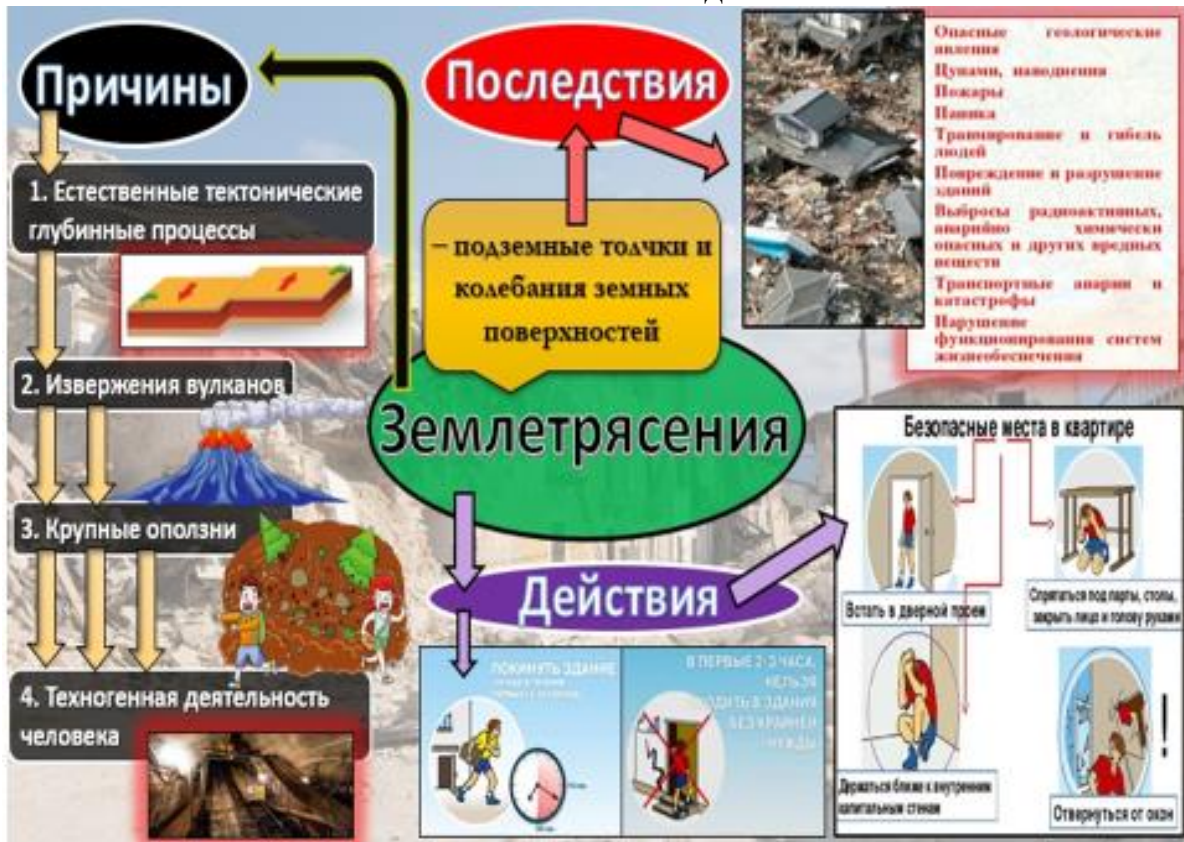 Причины
1. Естественные тектонические
глубинные процессы
2. Извержения вулканов
3. Крупные оползни
4. Техногенная деятельность
человека
Последствия
– подземные толчки и
колебания земных
поверхностей
Землетрясения
Действия
Опасные геологические
явления
Цунами, наводнения
Пожары
Паника
Травмирование и гибель
людей
Повреждение и разрушение
зданий
Выбросы радиоактивных,
аварийно химически
опасных и других вредных
веществ
Транспортные аварии и
катастрофы
Нарушение
функционирования систем
жизнеобеспечения
ПОКИНУТЬ ЗДАНИЕ
В ПЕРВЫЕ 2-3 ЧАСА,
НЕЛЬЗЯ
ОДИТЬ В ЗДАНИЯ
БЕЗ КРАЙНЕЙ
НУЖДЫ
Безопасные места в квартире
Встать в дверной проем
Спрятаться под парты, столы,
закрыть лицо и голову руками
Держаться ближе к внутренним
капитальным стенам
Отвернуться от окон
!